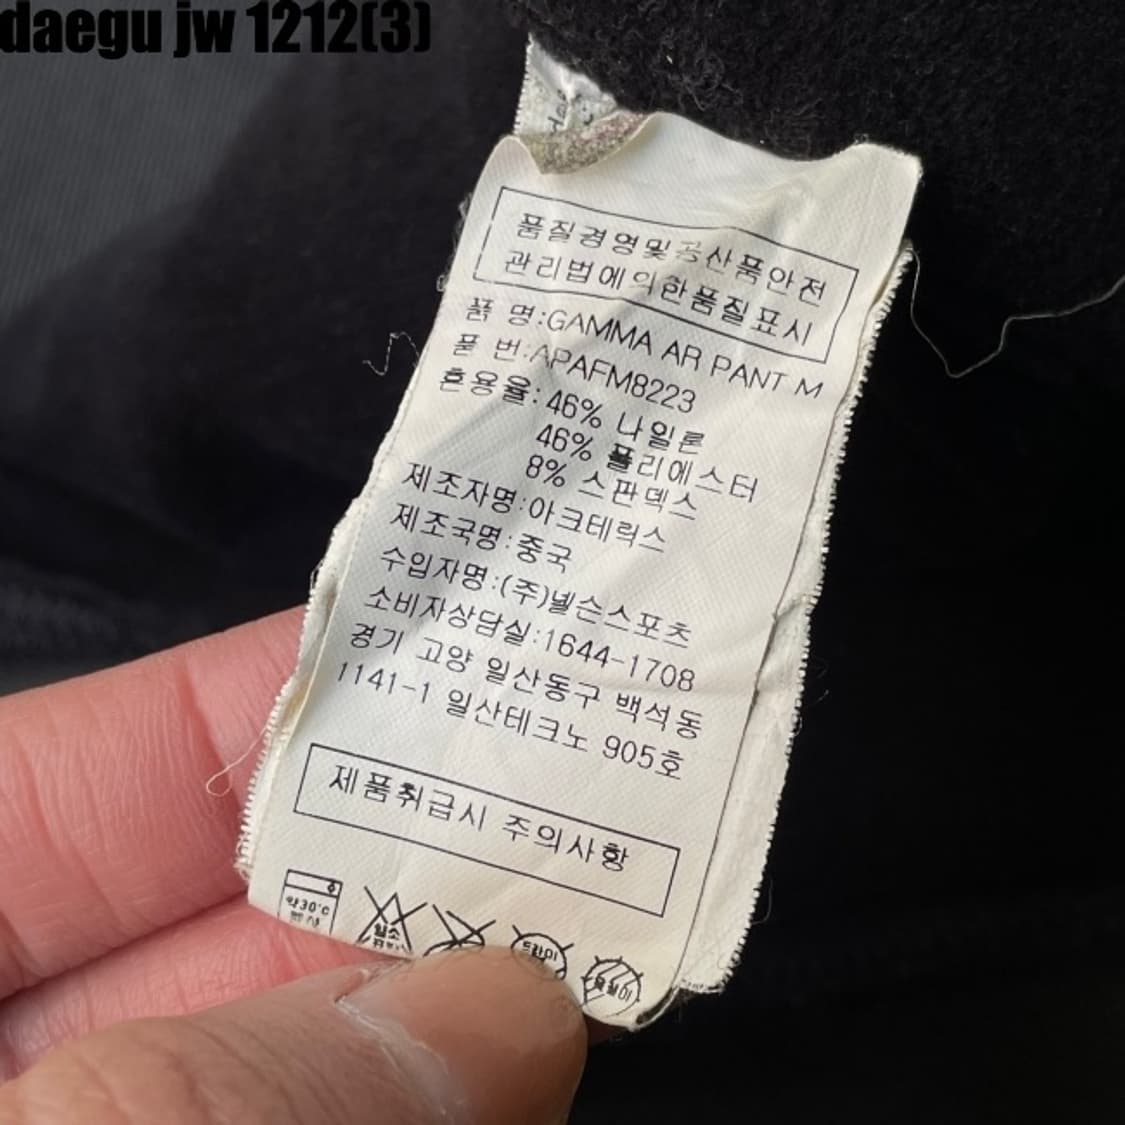 daegu jw 1212(3)
품질경영및공산품안전
관리법에의한품질표시
품 명:GAMMA AR PANT M
품 번:APAFM8223
혼용율:46% 나일론
46% 폴리에스터
8% 스판덱스
제조자명:아크테릭스
제조국명:중국
수입자명:(주)넬슨스포츠
소비자상담실:1644-1708
경기 고양 일산동구 백석동
1141-1 일산테크노 905호
제품취급시 주의사항
약30℃
드라이